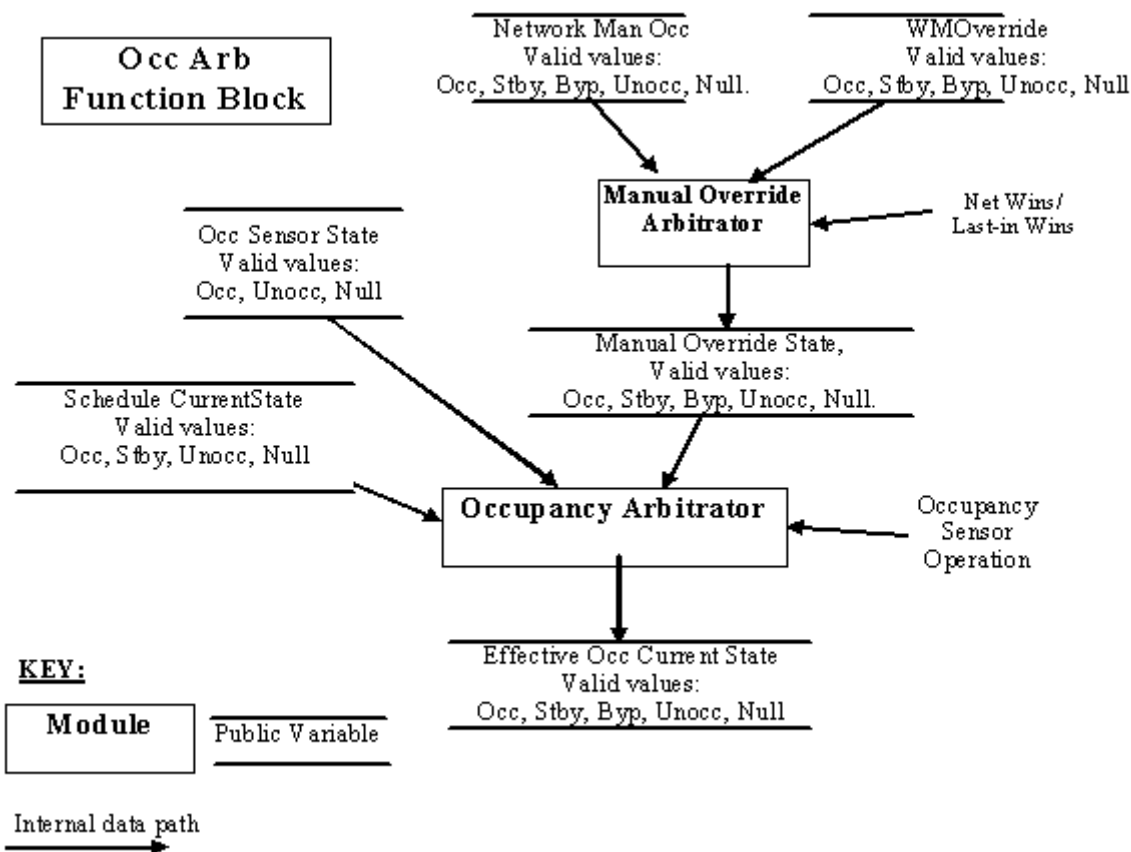 Occ Arb
Function Block
Network Man Occ
Valid values:
Occ, Stby, Byp, Unocc, Null.
WMOverride
Valid values:
Occ, Stby, Byp, Unocc, Null
Manual Override
Arbitrator
Net Wins/
Last-in Wins
Occ Sensor State
Valid values:
Occ, Unocc, Null
Manual Override State,
Valid values:
Occ, Stby, Byp, Unocc, Null.
Schedule CurrentState
Valid values:
Occ, Stby, Unocc, Null
Occupancy Arbitrator
Occupancy
Sensor
Operation
Effective Occ Current State
Valid values:
Occ, Stby, Byp, Unocc, Null
KEY:
Module
Public Variable
Internal data path